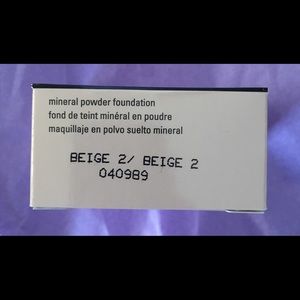 mineral powder foundation
fond de teint minéral en poudre
maquillaje en polvo suelto mineral
BEIGE 2/ BEIGE 2
040989